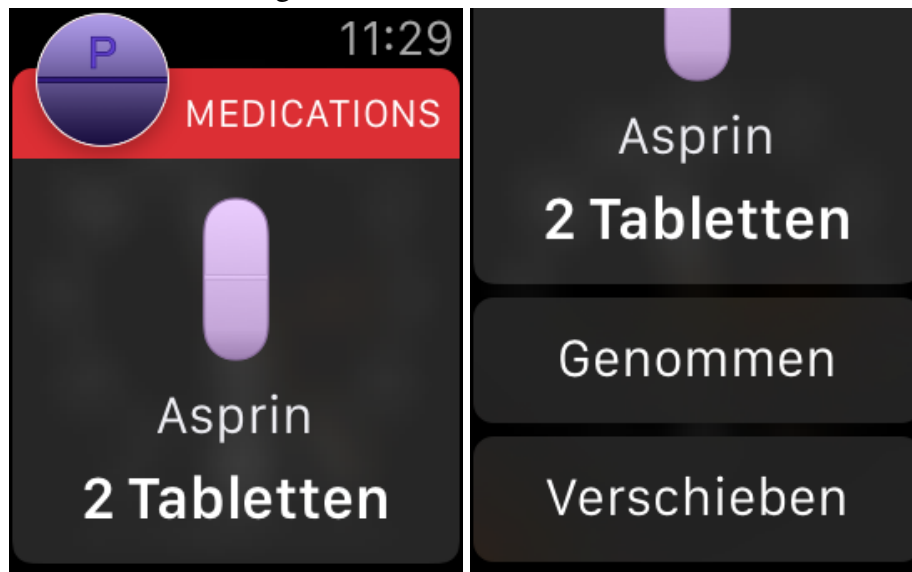 P
11:29
MEDICATIONS
Asprin
2 Tabletten
Asprin
2 Tabletten
Genommen
Verschieben